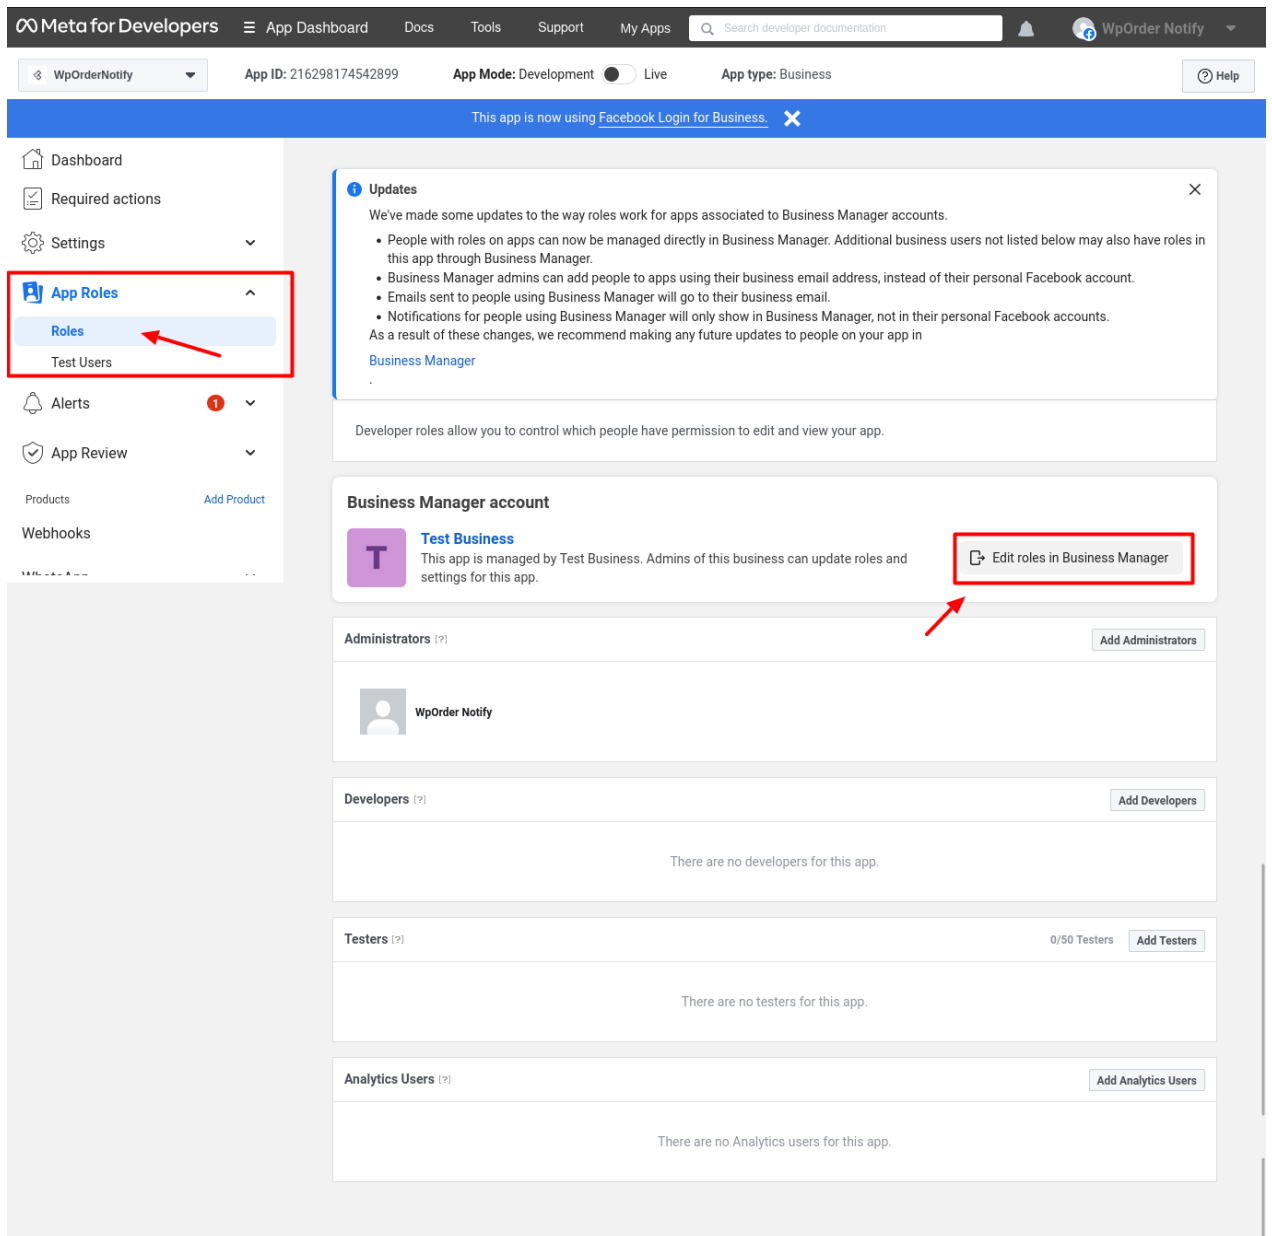 Meta for Developers
App Dashboard
Docs
Tools
Support
My Apps
Search developer documentation
WpOrder Notify
WpOrderNotify
App ID: 216298174542899
App Mode: Development
Live
App type: Business
Help
This app is now using Facebook Login for Business.
Dashboard
Required actions
Settings
App Roles
Roles
Test Users
Alerts
1
App Review
Products
Add Product
Webhooks
Updates
We've made some updates to the way roles work for apps associated to Business Manager accounts.
• People with roles on apps can now be managed directly in Business Manager. Additional business users not listed below may also have roles in
this app through Business Manager.
• Business Manager admins can add people to apps using their business email address, instead of their personal Facebook account.
• Emails sent to people using Business Manager will go to their business email.
• Notifications for people using Business Manager will only show in Business Manager, not in their personal Facebook accounts.
As a result of these changes, we recommend making any future updates to people on your app in
Business Manager
.
Developer roles allow you to control which people have permission to edit and view your app.
Business Manager account
T
Test Business
This app is managed by Test Business. Admins of this business can update roles and
settings for this app.
Edit roles in Business Manager
Administrators [?]
Add Administrators
WpOrder Notify
Developers [?]
Add Developers
There are no developers for this app.
Testers [?]
0/50 Testers
Add Testers
There are no testers for this app.
Analytics Users [?]
Add Analytics Users
There are no Analytics users for this app.